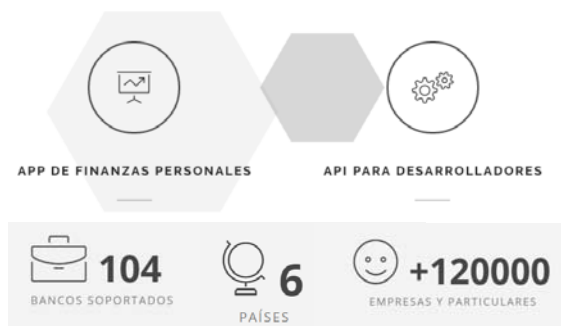 APP DE FINANZAS PERSONALES
API PARA DESARROLLADORES
104
BANCOS SOPORTADOS
6
PAÍSES
+120000
EMPRESAS Y PARTICULARES